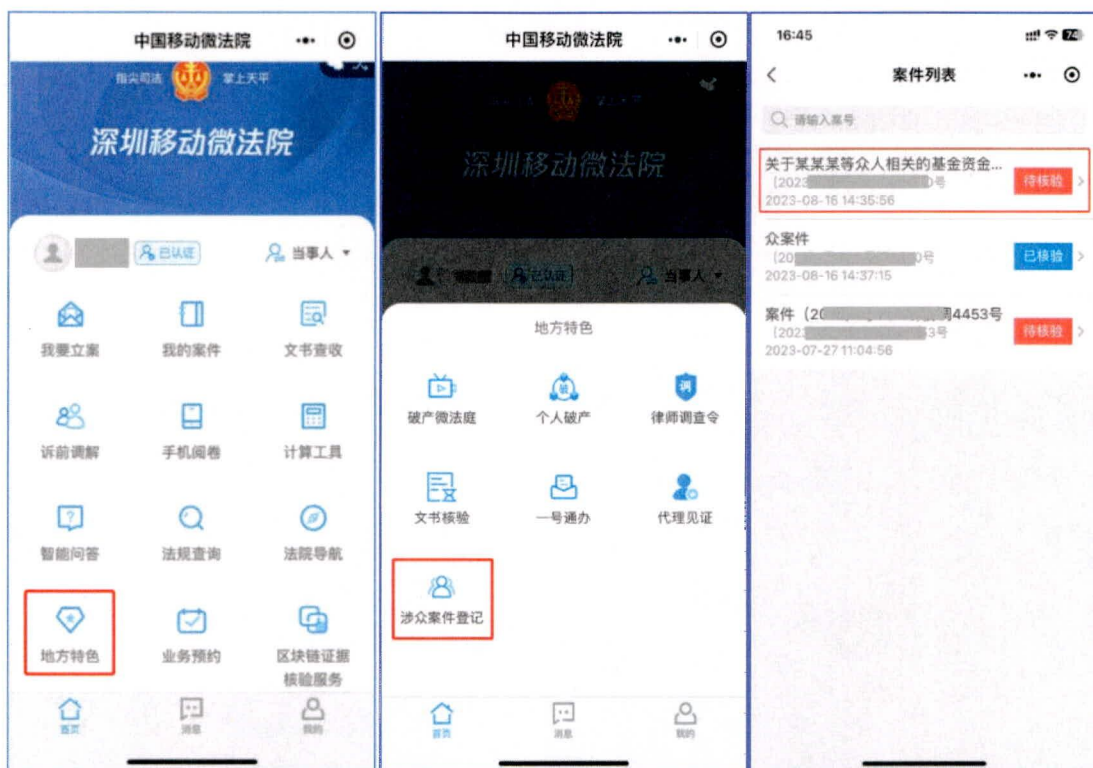 中国移动微法院
指尖司法 掌上天平
深圳移动微法院
已认证
当事人
我要立案
我的案件
文书查收
诉前调解
手机阅卷
计算工具
智能问答
法规查询
法院导航
地方特色
业务预约
区块链证据
核验服务
首页
消息
我的
中国移动微法院
深圳移动微法院
已认证
当事人
地方特色
破产微法庭
个人破产
律师调查令
文书核验
一号通办
代理见证
涉众案件登记
首页
消息
我的
16:45
74
案件列表
请输入案号
关于某某某等众人相关的基金资金...
[2023 0号
待核验
2023-08-16 14:35:56
众案件
[20 0号
已核验
2023-08-16 14:37:15
案件（20 调4453号
[202 3号
待核验
2023-07-27 11:04:56